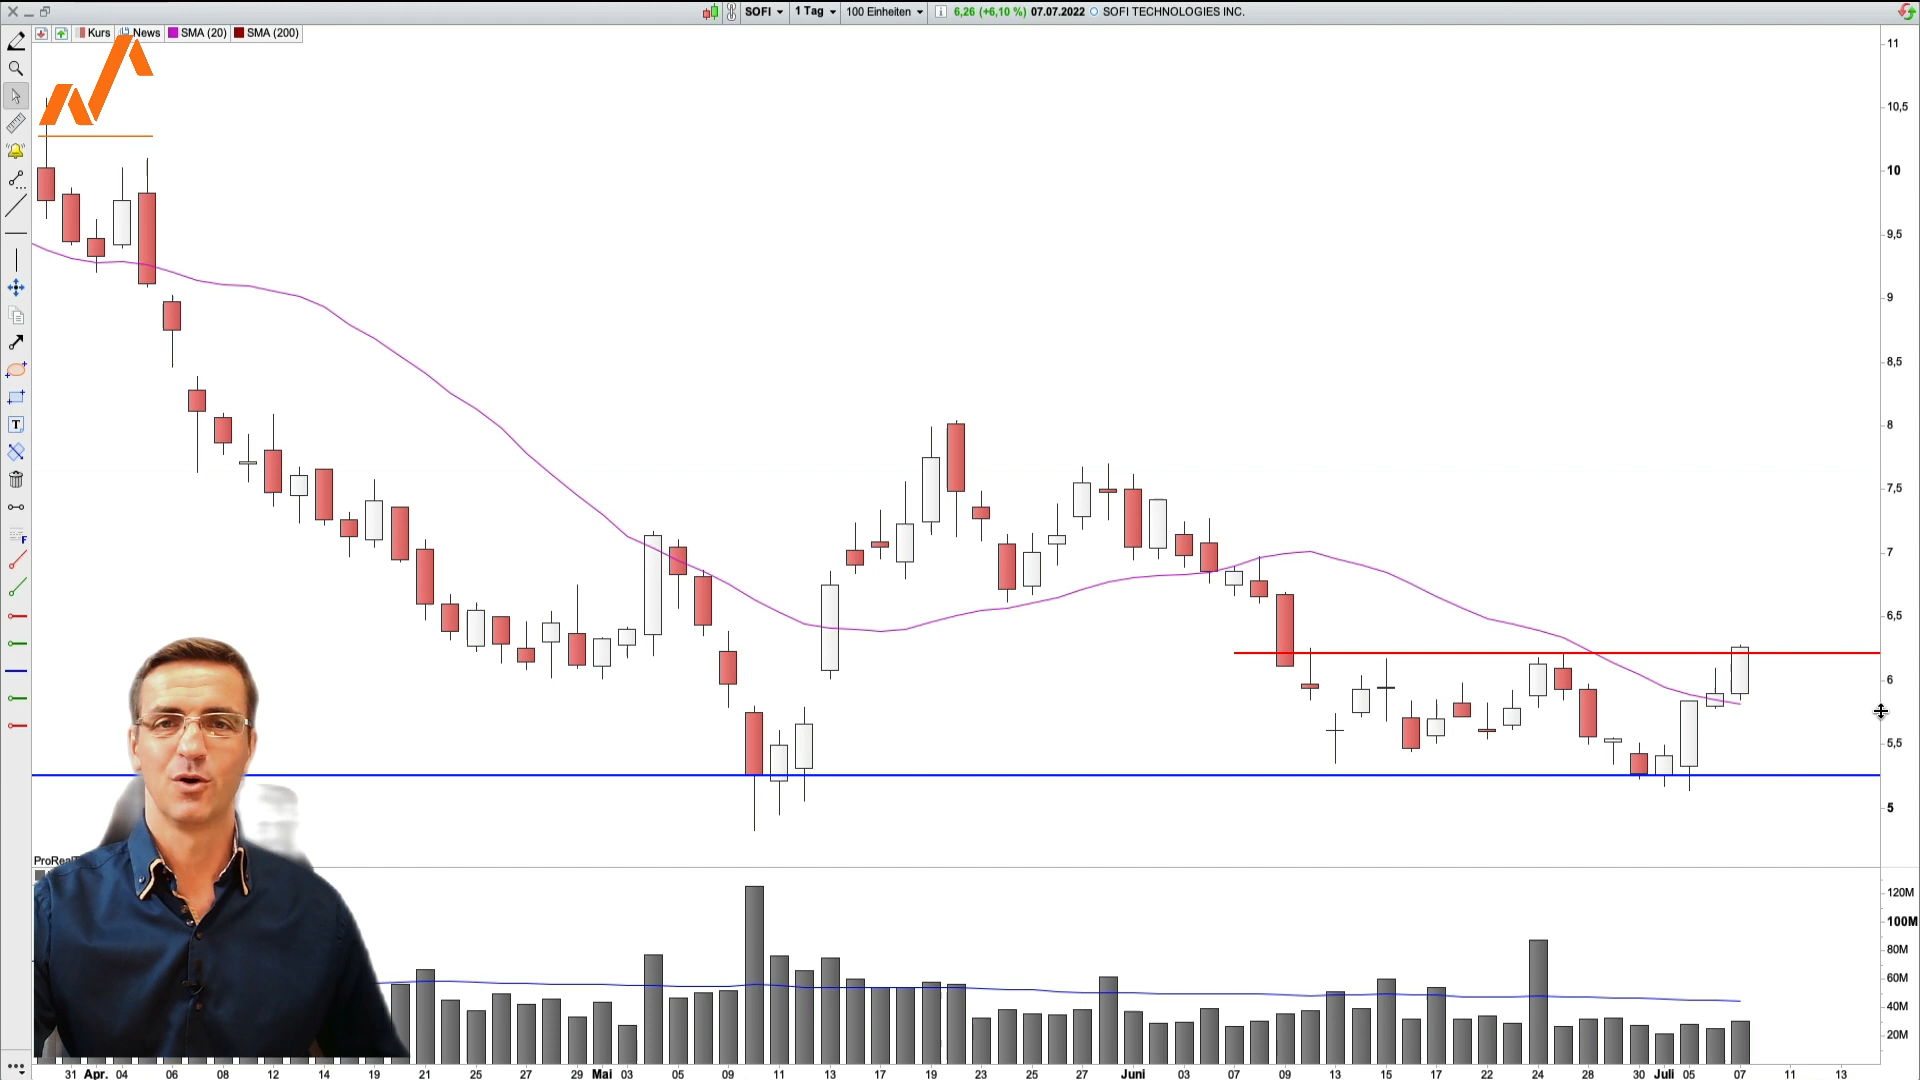 SOFI 1 Tag 100 Einheiten 6,26 (+6,10 %) 07.07.2022 SOFI TECHNOLOGIES INC.
Kurs News SMA (20) SMA (200)
11
10,5
10
9,5
9
8,5
8
7,5
7
6,5
6
5,5
5
ProReal
120M
100M
80M
60M
40M
20M
31 Apr. 04 06 08 12 14 19 21 25 27 29 Mai 03 05 09 11 13 17 19 23 25 27 Juni 03 07 09 13 15 17 22 24 28 30 Juli 05 07 11 13